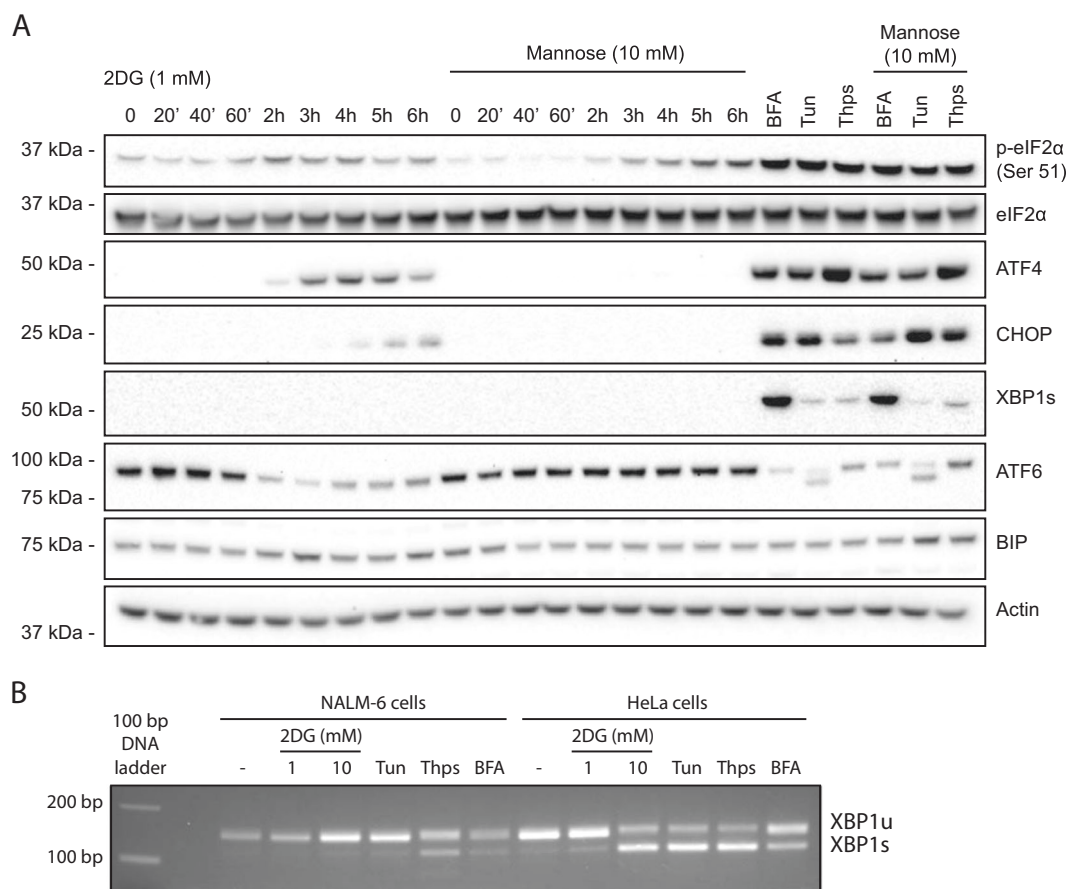 A
Mannose
(10 mM)
Mannose (10 mM)
2DG (1 mM)
0 20' 40' 60' 2h 3h 4h 5h 6h 0 20' 40' 60' 2h 3h 4h 5h 6h BFA Tun Thps BFA Tun Thps
37 kDa - p-eIF2α
(Ser 51)
37 kDa - eIF2α
50 kDa - ATF4
25 kDa - CHOP
50 kDa - XBP1s
100 kDa - ATF6
75 kDa -
75 kDa - BIP
37 kDa - Actin
B
NALM-6 cells HeLa cells
100 bp
DNA
ladder
2DG (mM) 2DG (mM)
- 1 10 Tun Thps BFA - 1 10 Tun Thps BFA
200 bp XBP1u
100 bp XBP1s